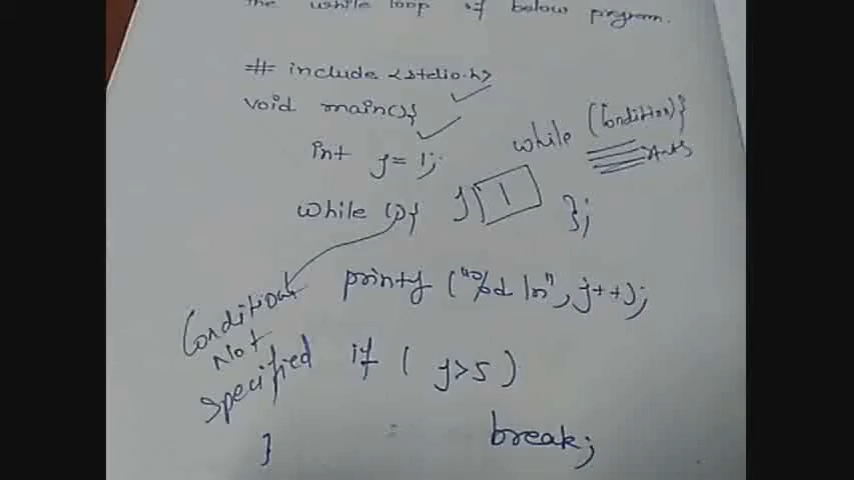 the while loop of below program.
# include <stdio.h>
void main(){
int j= 1;
while (Condition)}
while (){
j 1
};
printf ("%d \n", j++);
Condition
Not
specified
if ( j>5 )
break;
}